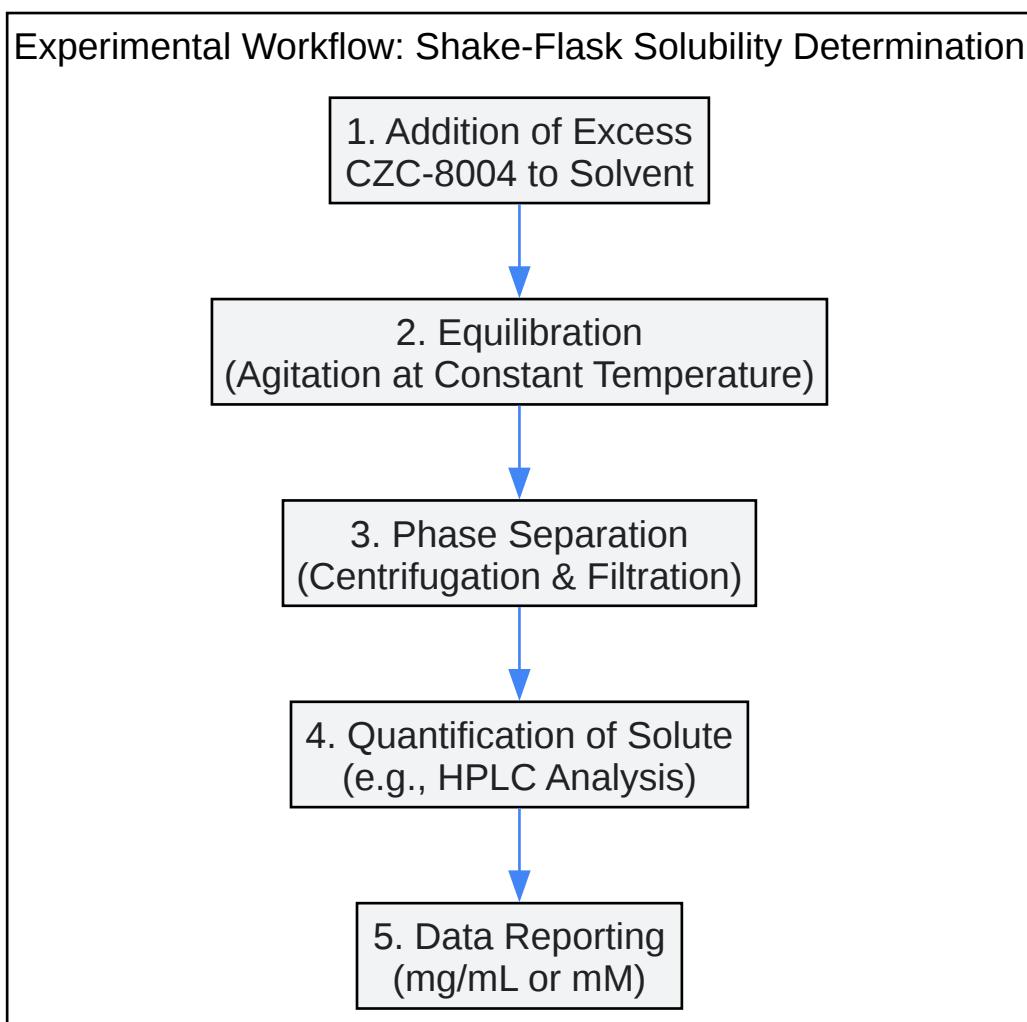 Experimental Workflow: Shake-Flask Solubility Determination
1. Addition of Excess
CZC-8004 to Solvent
2. Equilibration
(Agitation at Constant Temperature)
3. Phase Separation
(Centrifugation & Filtration)
4. Quantification of Solute
(e.g., HPLC Analysis)
5. Data Reporting
(mg/mL or mM)